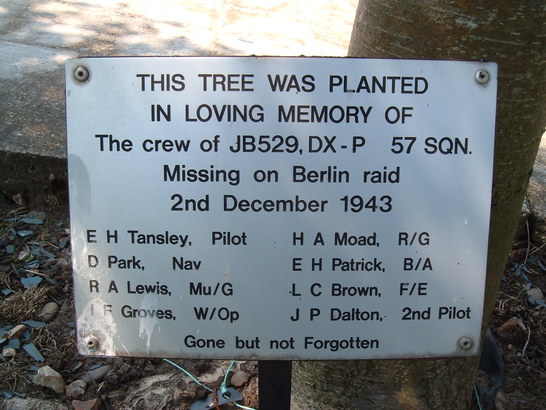 THIS TREE WAS PLANTED
IN LOVING MEMORY OF
The crew of JB529, DX-P 57 SQN.
Missing on Berlin raid
2nd December 1943
E H Tansley, Pilot H A Moad, R/G
D Park, Nav E H Patrick, B/A
R A Lewis, Mu/G L C Brown, F/E
F Groves, W/Op J P Dalton, 2nd Pilot
Gone but not Forgotten